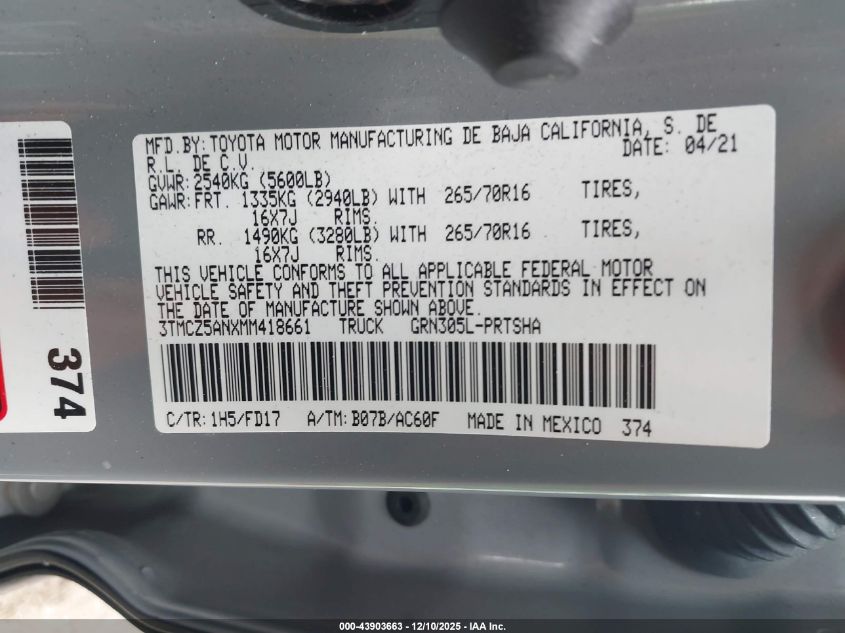 MFD.BY:TOYOTA MOTOR MANUFACTURING DE BAJA CALIFORNIA, S. DE
R.L. DE C.V.
DATE: 04/21
GVWR:2540KG (5600LB)
GAWR:FRT. 1335KG (2940LB) WITH 265/70R16 TIRES,
16X7J RIMS.
RR. 1490KG (3280LB) WITH 265/70R16 TIRES,
16X7J RIMS.
THIS VEHICLE CONFORMS TO ALL APPLICABLE FEDERAL MOTOR
VEHICLE SAFETY AND THEFT PREVENTION STANDARDS IN EFFECT ON
THE DATE OF MANUFACTURE SHOWN ABOVE.
3TMCZ5ANXMM418661 TRUCK GRN305L-PRTSHA
C/TR:1H5/FD17 A/TM:B07B/AC60F MADE IN MEXICO 374
374
000-43903663 - 12/10/2025 - IAA Inc.